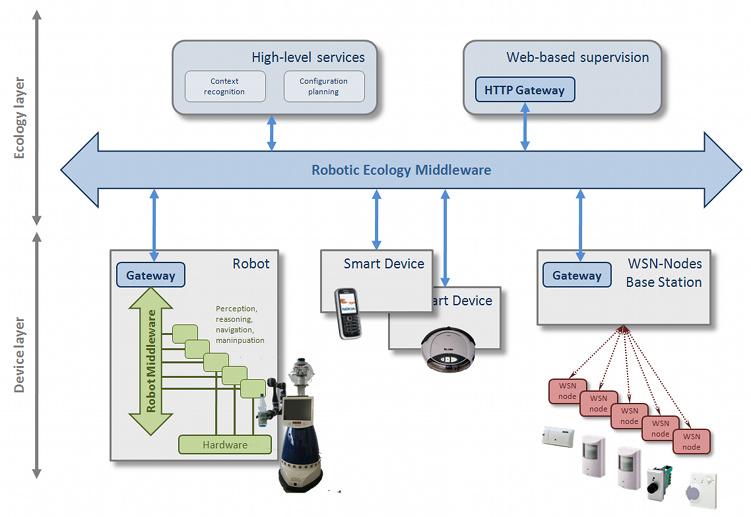 Ecology layer
High-level services
Context
recognition
Configuration
planning
Web-based supervision
HTTP Gateway
Robotic Ecology Middleware
Device layer
Robot
Gateway
Robot Middleware
Perception,
reasoning,
navigation,
maninpuation
Hardware
Smart Device
art Device
NOKIA
WSN-Nodes
Base Station
Gateway
WSN
node
WSN
node
WSN
node
WSN
node
WSN
node